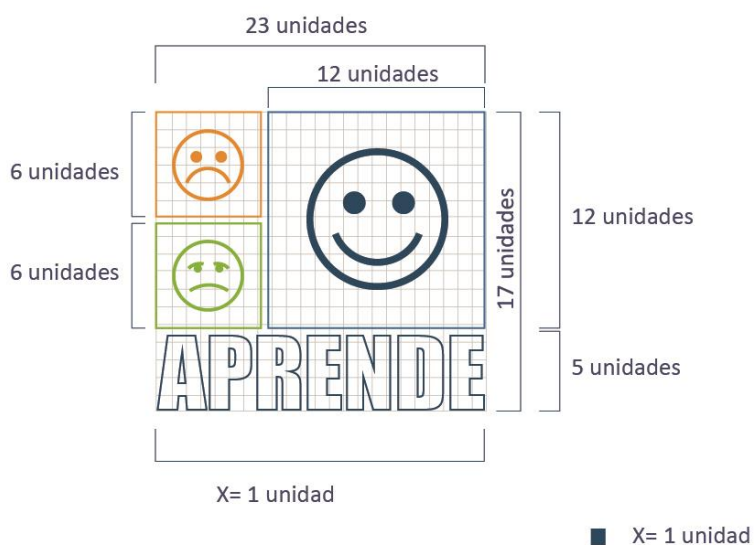 23 unidades
12 unidades
6 unidades
6 unidades
17 unidades
12 unidades
APRENDE
5 unidades
X= 1 unidad
X= 1 unidad